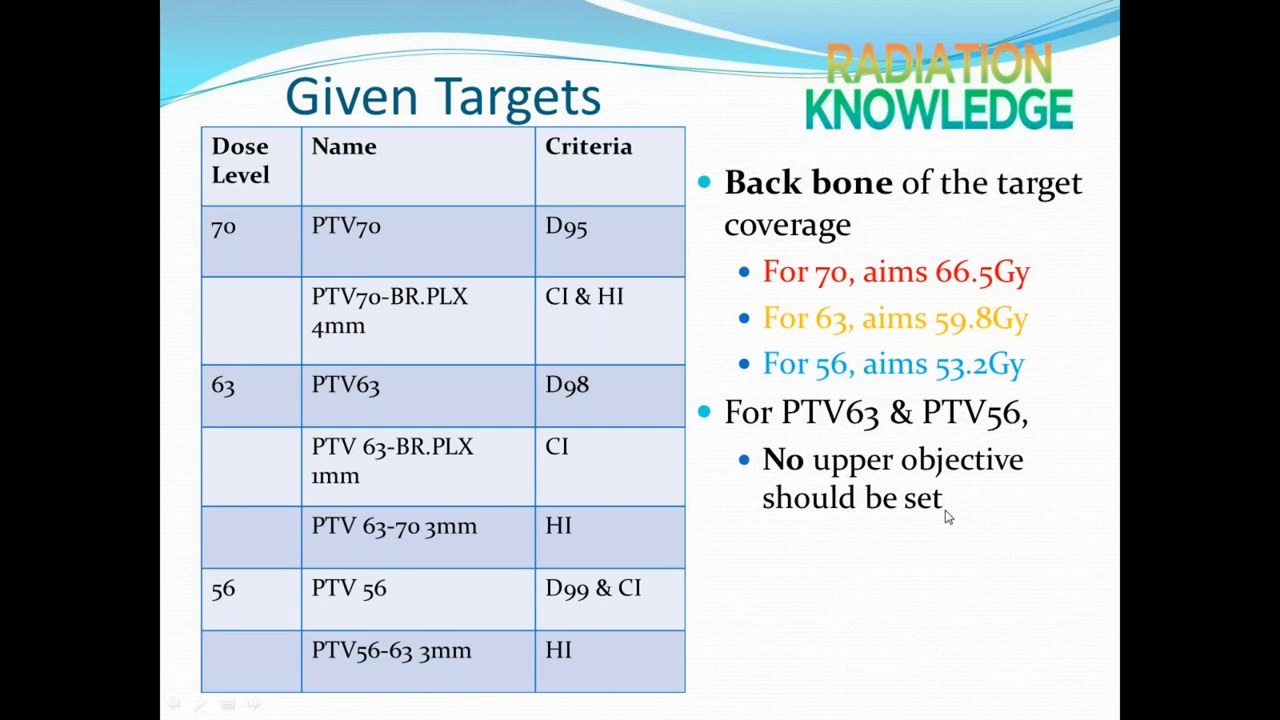 RADIATION
KNOWLEDGE
Given Targets
Dose Level Name Criteria
70 PTV70 D95
PTV70-BR.PLX 4mm CI & HI
63 PTV63 D98
PTV 63-BR.PLX 1mm CI
PTV 63-70 3mm HI
56 PTV 56 D99 & CI
PTV56-63 3mm HI
Back bone of the target
coverage
For 70, aims 66.5Gy
For 63, aims 59.8Gy
For 56, aims 53.2Gy
For PTV63 & PTV56,
No upper objective
should be set